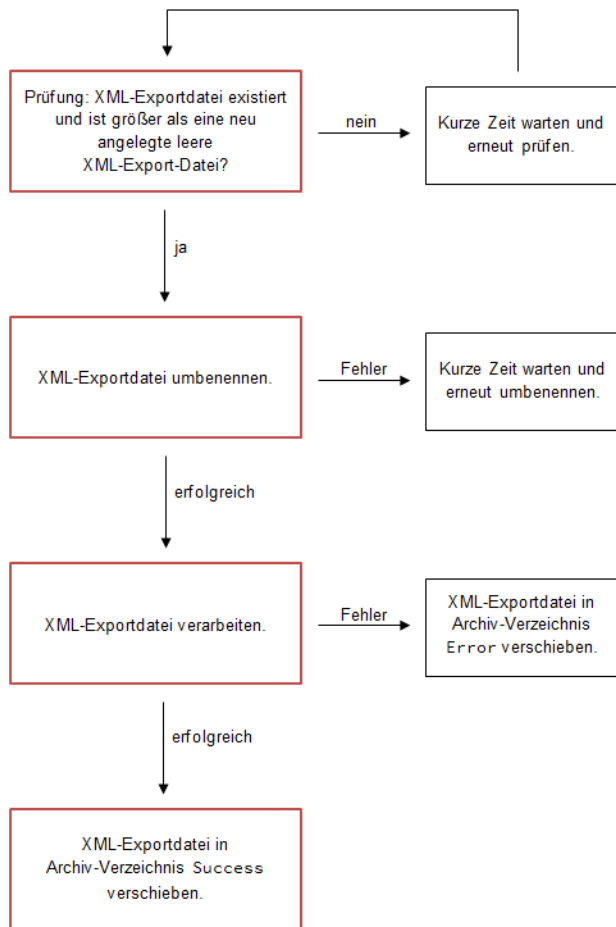 Prüfung: XML-Exportdatei existiert
und ist größer als eine neu
angelegte leere
XML-Export-Datei?
nein
Kurze Zeit warten und
erneut prüfen.
ja
XML-Exportdatei umbenennen.
Fehler
Kurze Zeit warten und
erneut umbenennen.
erfolgreich
XML-Exportdatei verarbeiten.
Fehler
XML-Exportdatei in
Archiv-Verzeichnis
Error verschieben.
erfolgreich
XML-Exportdatei in
Archiv-Verzeichnis Success
verschieben.